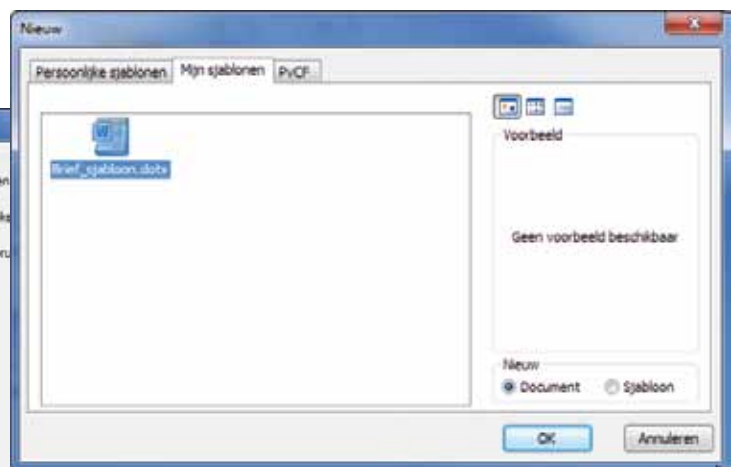 Nieuw
Persoonlijke sjablonen Mijn sjablonen PvCF
Brief_sjabloon.dotx
Voorbeeld
Geen voorbeeld beschikbaar
Nieuw
Document Sjabloon
OK Annuleren